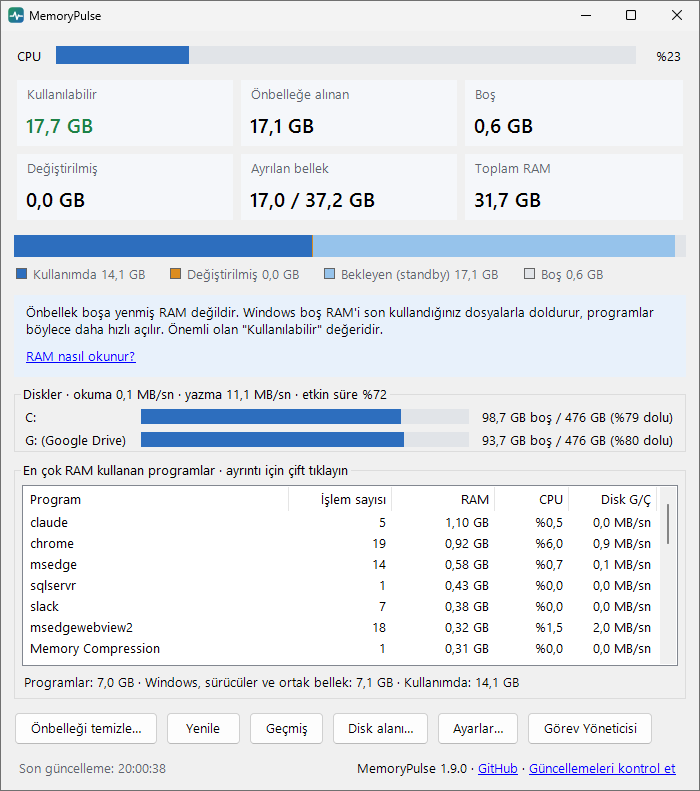 MemoryPulse
CPU %23
Kullanılabilir Önbelleğe alınan Boş
17,7 GB 17,1 GB 0,6 GB
Değiştirilmiş Ayrılan bellek Toplam RAM
0,0 GB 17,0 / 37,2 GB 31,7 GB
Kullanımda 14,1 GB Değiştirilmiş 0,0 GB Bekleyen (standby) 17,1 GB Boş 0,6 GB
Önbellek boşa yenmiş RAM değildir. Windows boş RAM'i son kullandığınız dosyalarla doldurur, programlar
böylece daha hızlı açılır. Önemli olan "Kullanılabilir" değeridir.
RAM nasıl okunur?
Diskler · okuma 0,1 MB/sn · yazma 11,1 MB/sn · etkin süre %72
C: 98,7 GB boş / 476 GB (%79 dolu)
G: (Google Drive) 93,7 GB boş / 476 GB (%80 dolu)
En çok RAM kullanan programlar · ayrıntı için çift tıklayın
Program İşlem sayısı RAM CPU Disk G/Ç
claude 5 1,10 GB %0,5 0,0 MB/sn
chrome 19 0,92 GB %6,0 0,9 MB/sn
msedge 14 0,58 GB %0,7 0,1 MB/sn
sqlservr 1 0,43 GB %0,0 0,0 MB/sn
slack 7 0,38 GB %0,0 0,0 MB/sn
msedgewebview2 18 0,32 GB %1,5 2,0 MB/sn
Memory Compression 1 0,31 GB %0,0 0,0 MB/sn
Programlar: 7,0 GB · Windows, sürücüler ve ortak bellek: 7,1 GB · Kullanımda: 14,1 GB
Önbelleği temizle... Yenile Geçmiş Disk alanı... Ayarlar... Görev Yöneticisi
Son güncelleme: 20:00:38 MemoryPulse 1.9.0 · GitHub · Güncellemeleri kontrol et